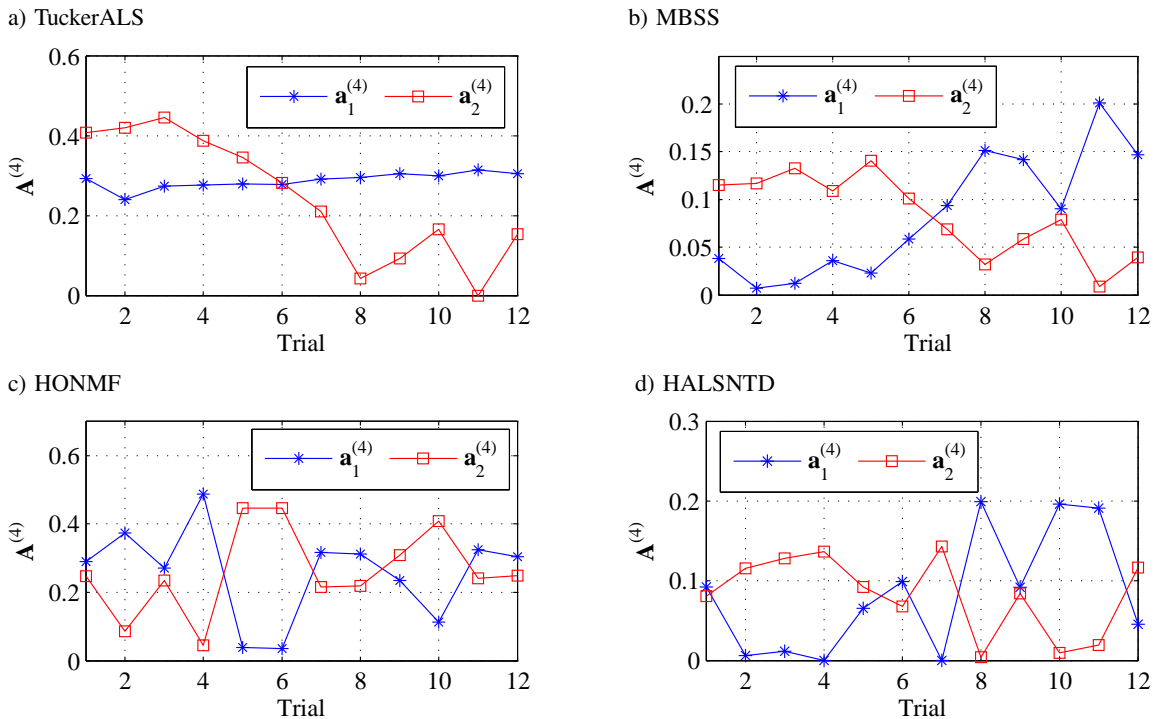 a) TuckerALS
0.6
0.4
0.2
0
A(4)
a1(4) a2(4)
2 4 6 8 10 12
Trial
b) MBSS
0.2
0.15
0.1
0.05
0
A(4)
a1(4) a2(4)
2 4 6 8 10 12
Trial
c) HONMF
0.6
0.4
0.2
0
A(4)
a1(4) a2(4)
2 4 6 8 10 12
Trial
d) HALSNTD
0.3
0.2
0.1
0
A(4)
a1(4) a2(4)
2 4 6 8 10 12
Trial